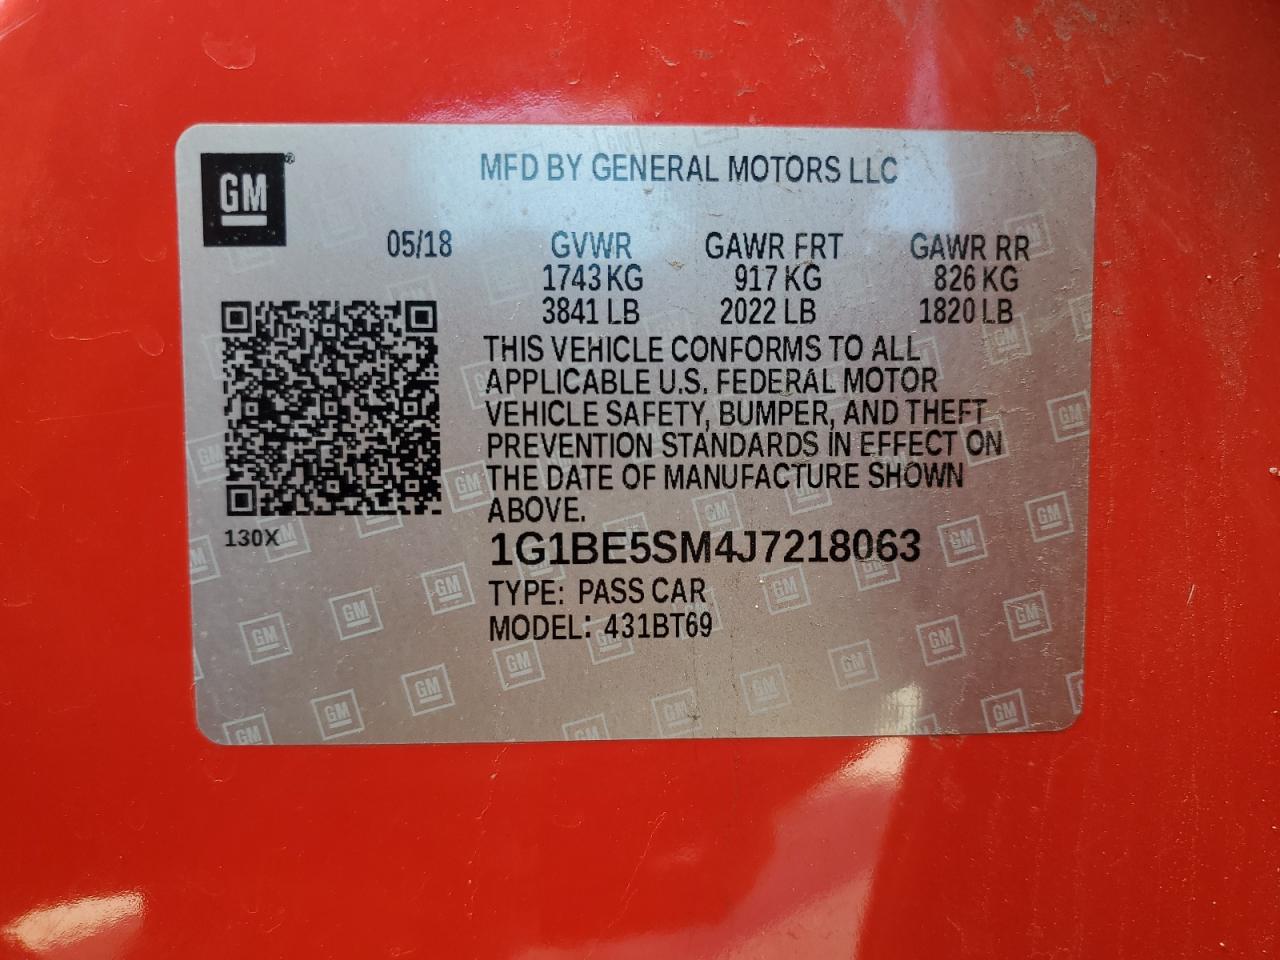 GM®
MFD BY GENERAL MOTORS LLC
05/18 GVWR GAWR FRT GAWR RR
1743 KG 917 KG 826 KG
3841 LB 2022 LB 1820 LB
THIS VEHICLE CONFORMS TO ALL
APPLICABLE U.S. FEDERAL MOTOR
VEHICLE SAFETY, BUMPER, AND THEFT
PREVENTION STANDARDS IN EFFECT ON
THE DATE OF MANUFACTURE SHOWN
ABOVE.
130X
1G1BE5SM4J7218063
TYPE: PASS CAR
MODEL: 431BT69